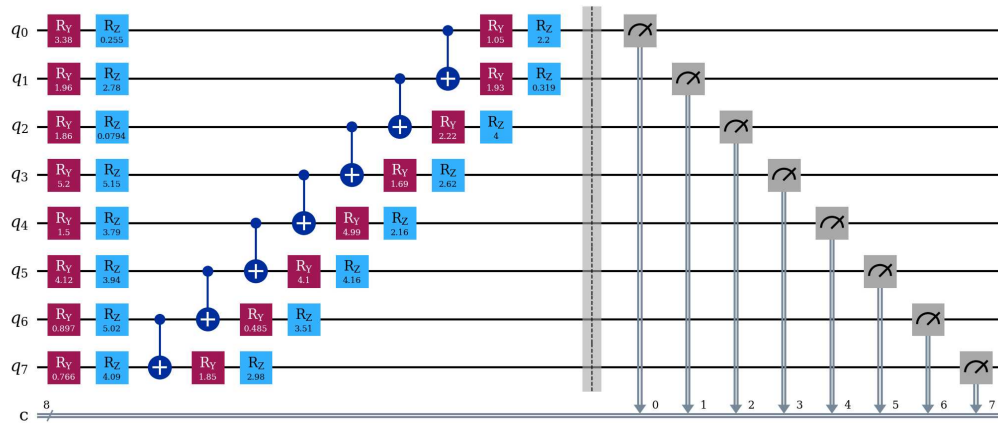 q0 RY 3.38 RZ 0.255 RY 1.05 RZ 2.2
q1 RY 1.96 RZ 2.78 RY 1.93 RZ 0.319
q2 RY 1.86 RZ 0.0794 RY 2.22 RZ 4
q3 RY 5.2 RZ 5.15 RY 1.69 RZ 2.62
q4 RY 1.5 RZ 3.79 RY 4.99 RZ 2.16
q5 RY 4.12 RZ 3.94 RY 4.1 RZ 4.16
q6 RY 0.897 RZ 5.02 RY 0.485 RZ 3.51
q7 RY 0.766 RZ 4.09 RY 1.85 RZ 2.98
c 8 0 1 2 3 4 5 6 7